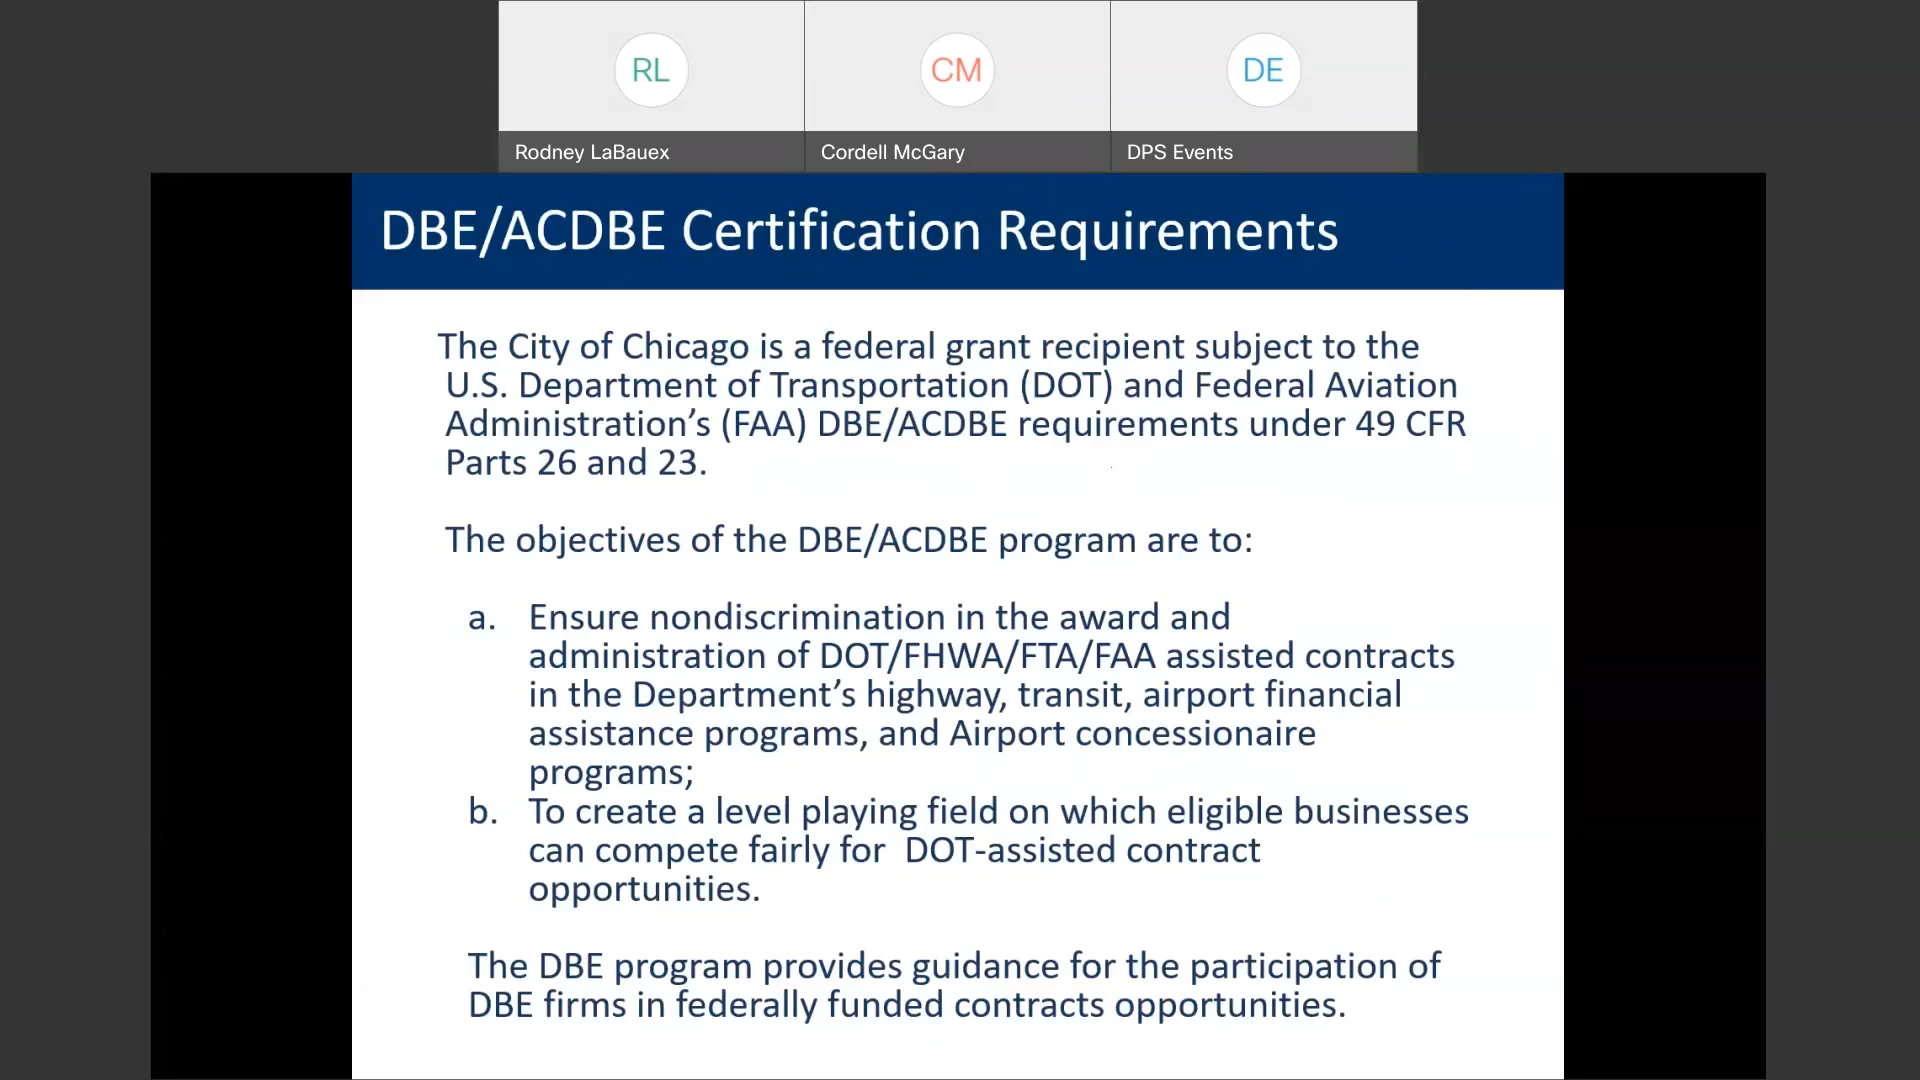 RL
CM
DE
Rodney LaBauex
Cordell McGary
DPS Events
DBE/ACDBE Certification Requirements
The City of Chicago is a federal grant recipient subject to the
U.S. Department of Transportation (DOT) and Federal Aviation
Administration’s (FAA) DBE/ACDBE requirements under 49 CFR
Parts 26 and 23.
The objectives of the DBE/ACDBE program are to:
a. Ensure nondiscrimination in the award and
administration of DOT/FHWA/FTA/FAA assisted contracts
in the Department’s highway, transit, airport financial
assistance programs, and Airport concessionaire
programs;
b. To create a level playing field on which eligible businesses
can compete fairly for  DOT-assisted contract
opportunities.
The DBE program provides guidance for the participation of
DBE firms in federally funded contracts opportunities.